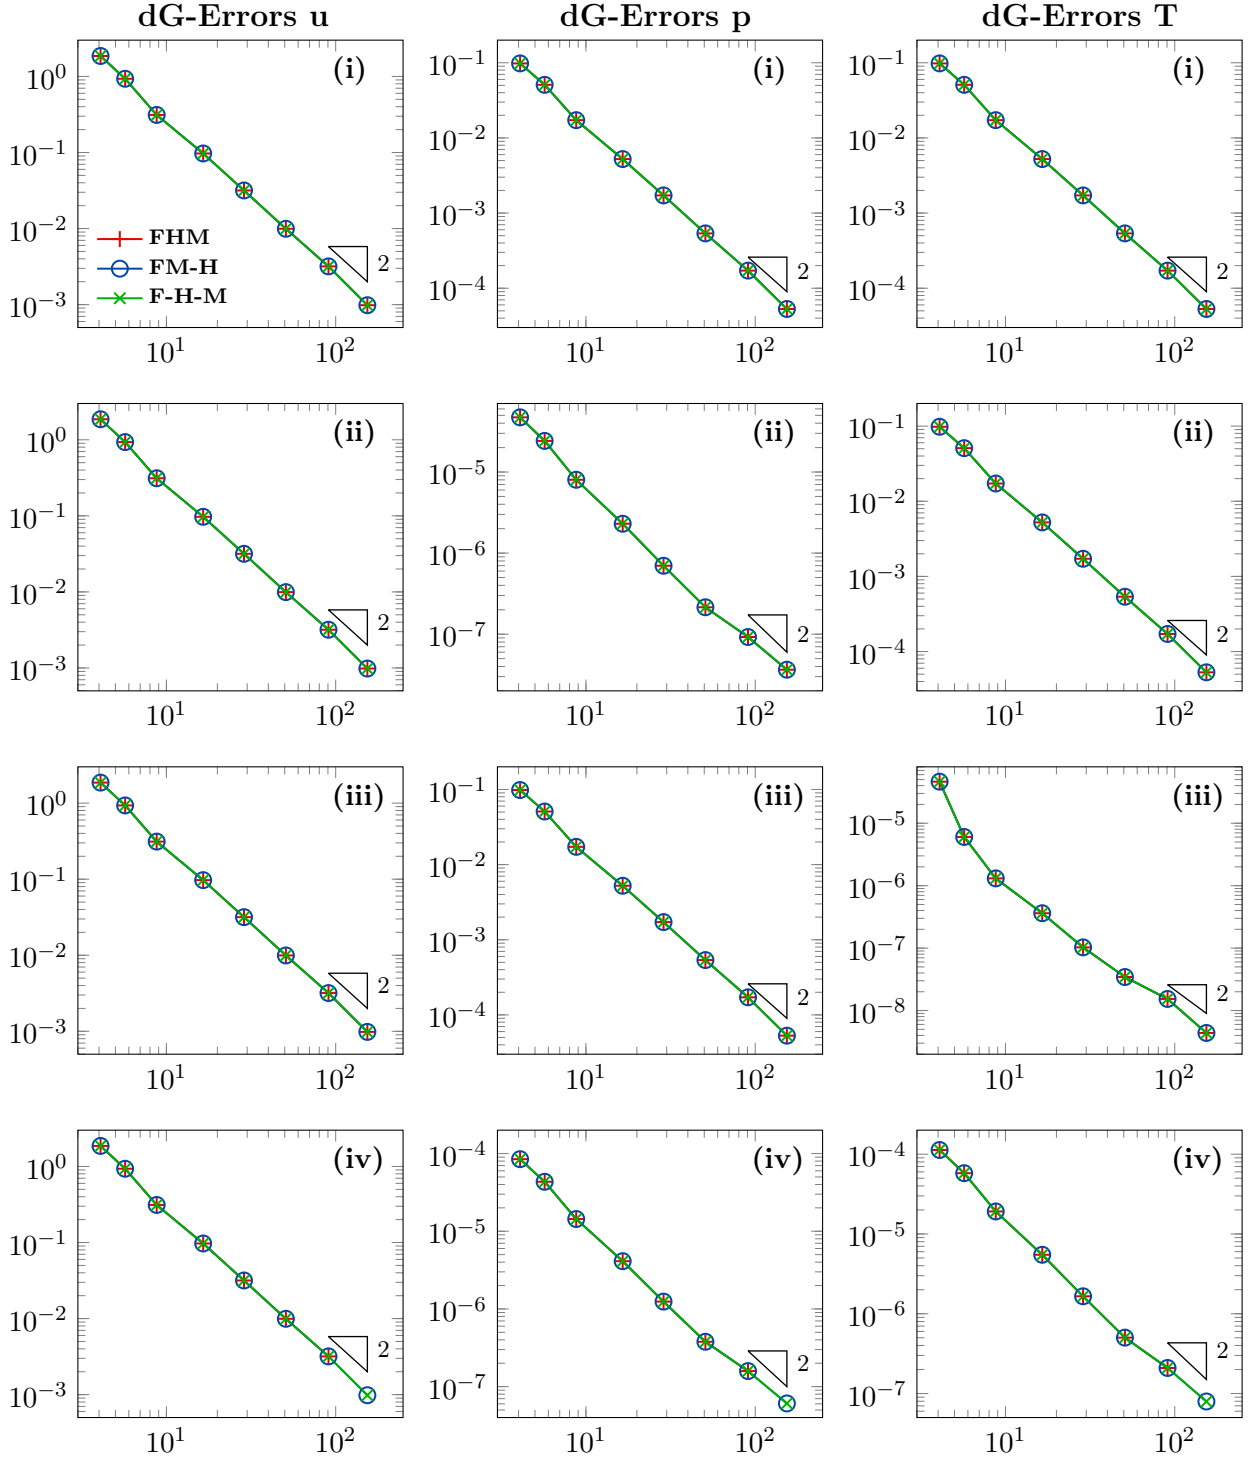 dG-Errors u dG-Errors p dG-Errors T
(i) (i) (i)
10^0 10^-1 10^-1
10^-1 10^-2 10^-2
10^-2 10^-3 10^-3
10^-3 10^-4 10^-4
FHM
FM-H
F-H-M
2 2 2
10^1 10^2 10^1 10^2 10^1 10^2
(ii) (ii) (ii)
10^0 10^-5 10^-1
10^-1 10^-6 10^-2
10^-2 10^-7 10^-3
10^-3 10^-4
2 2 2
10^1 10^2 10^1 10^2 10^1 10^2
(iii) (iii) (iii)
10^0 10^-1 10^-5
10^-1 10^-2 10^-6
10^-2 10^-3 10^-7
10^-3 10^-4 10^-8
2 2 2
10^1 10^2 10^1 10^2 10^1 10^2
(iv) (iv) (iv)
10^0 10^-4 10^-4
10^-1 10^-5 10^-5
10^-2 10^-6 10^-6
10^-3 10^-7 10^-7
2 2 2
10^1 10^2 10^1 10^2 10^1 10^2